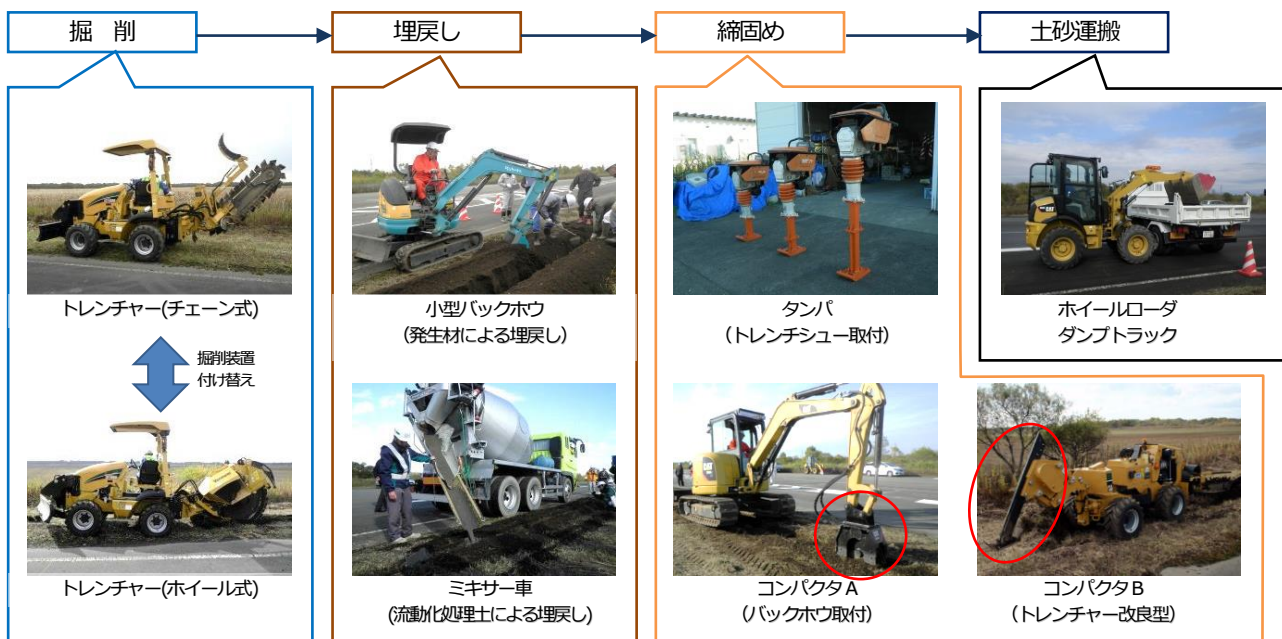 掘　削
埋戻し
締固め
土砂運搬
トレンチャー(チェーン式)
掘削装置
付け替え
トレンチャー(ホイール式)
小型バックホウ
(発生材による埋戻し)
ミキサー車
(流動化処理土による埋戻し)
タンパ
(トレンチシュー取付)
コンパクタA
(バックホウ取付)
コンパクタB
(トレンチャー改良型)
ホイールローダ
ダンプトラック